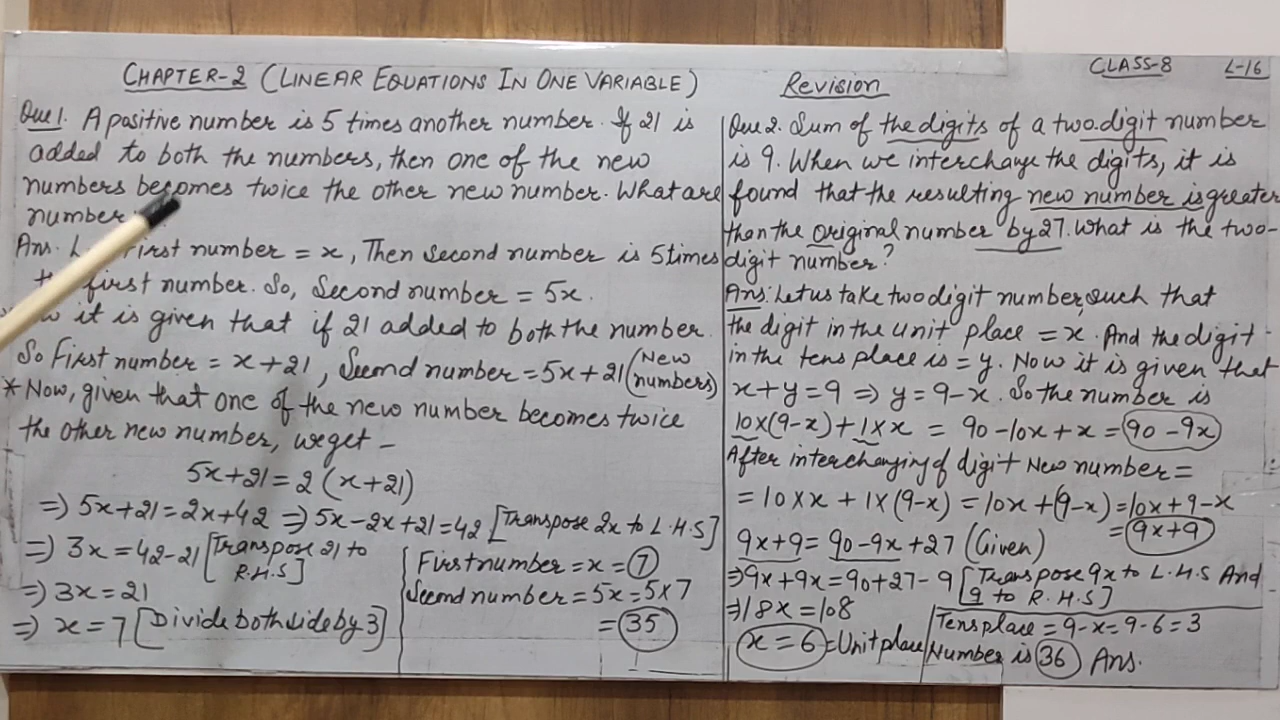 CHAPTER-2 (LINEAR EQUATIONS IN ONE VARIABLE)
Revision
CLASS-8 L-16
Que 1. A positive number is 5 times another number. If 21 is
added to both the numbers, then one of the new
numbers becomes twice the other new number. What are
number
Ans. First number = x, Then Second number is 5 times
first number. So, Second number = 5x.
it is given that if 21 added to both the number.
So First number = x+21, Second number = 5x+21 (New numbers)
* Now, given that one of the new number becomes twice
the other new number, we get -
5x+21 = 2 (x+21)
=) 5x+21 = 2x+42 =) 5x-2x+21 = 42 [Transpose 2x to L.H.S]
=) 3x = 42-21 [Transpose 21 to R.H.S]
=) 3x = 21
=) x = 7 [Divide both side by 3]
First number = x = 7
Second number = 5x = 5x7
= 35
Que 2. Sum of the digits of a two-digit number
is 9. When we interchange the digits, it is
found that the resulting new number is greater
than the original number by 27. What is the two-
digit number?
Ans: Let us take two digit number, such that
the digit in the unit place = x. And the digit
in the tens place is = y. Now it is given that
x+y = 9 => y = 9-x. So the number is
10x(9-x)+1xx = 90-10x+x = 90-9x
After interchanging of digit New number =
= 10xx + 1x(9-x) = 10x+(9-x) = 10x+9-x
= 9x+9
9x+9 = 90-9x+27 (Given)
=) 9x+9x = 90+27-9 [Transpose 9x to L.H.S And
9 to R.H.S]
=) 18x = 108
x = 6 = Unit place
Tens place = 9-x = 9-6 = 3
Number is 36 Ans.